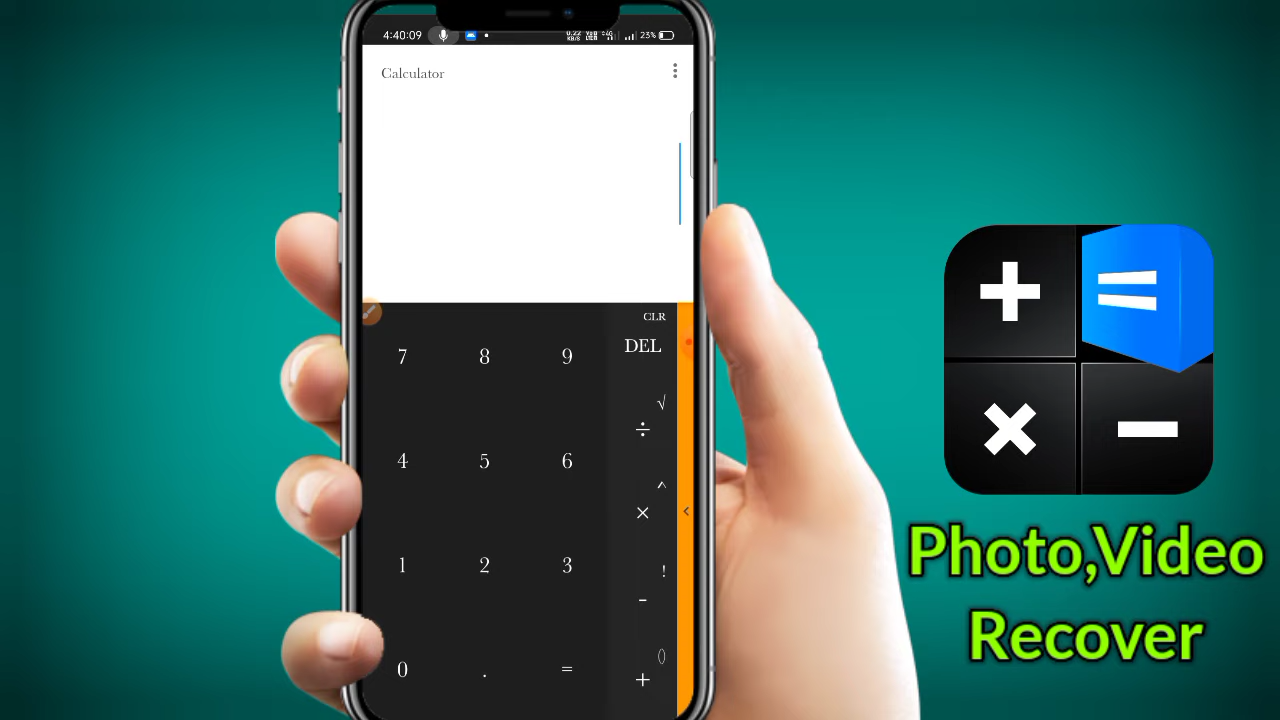 4:40:09
23%
Calculator
CLR
DEL
7 8 9
√
÷
4 5 6
^
×
1 2 3
!
-
()
0 . =
+
+ =
× −
Photo,Video
Recover